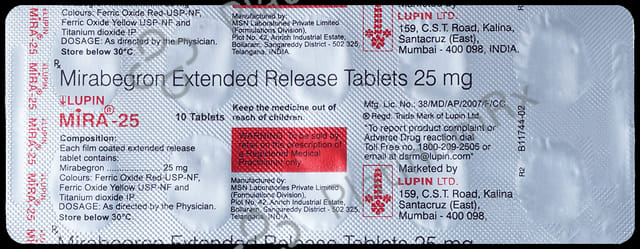 Colours: Ferric Oxide Red-USP-NF,
Ferric Oxide Yellow USP-NF and
Titanium dioxide IP
DOSAGE: As directed by the Physician.
Store below 30°C.
Manufactured by:
MSN Laboratories Private Limited
(Formulations Division),
Plot No. 42, Anrich Industrial Estate,
Bollaram, Sangareddy District - 502 325,
Telangana, INDIA.
LUPIN LTD.
159, C.S.T. Road, Kalina,
Santacruz (East),
Mumbai - 400 098, INDIA.
LUPIN
MiRA-25
Rx
Mirabegron Extended Release Tablets 25 mg
LUPIN
MiRA®-25
10 Tablets
Composition:
Each film coated extended release
tablet contains:
Mirabegron.................... 25 mg
Colours: Ferric Oxide Red-USP-NF,
Ferric Oxide Yellow USP-NF and
Titanium dioxide IP
DOSAGE: As directed by the Physician.
Store below 30°C.
Keep the medicine out of
reach of children.
WARNING: To be sold by
retail on the prescription of
a Registered Medical
Practitioner only.
Manufactured by:
MSN Laboratories Private Limited
(Formulations Division),
Plot No. 42, Anrich Industrial Estate,
Bollaram, Sangareddy District - 502 325,
Telangana, INDIA.
Mfg. Lic. No.: 38/MD/AP/2007/F/CC
® Regd. Trade Mark of Lupin Ltd.
"To report product complaint or
Adverse Drug reaction dial
Toll Free no. 1800-209-2505 or
email at dsrm@lupin.com"
Marketed by
LUPIN LTD.
159, C.S.T. Road, Kalina
Santacruz (East),
Mumbai - 400 098,
R2 B11744-02
Rx
Mirabegron Extended Release Tablets 25 mg